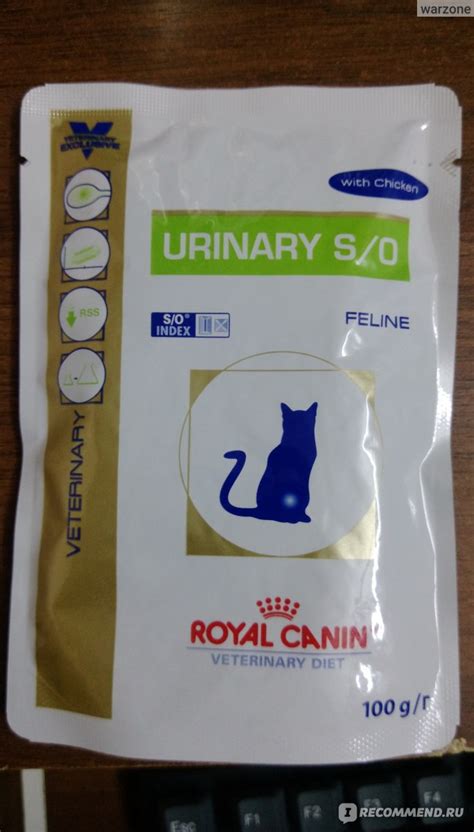 warzone
VETERINARY
EXCLUSIVE
with Chicken
URINARY S/O
RSS
S/O®
INDEX
FELINE
VETERINARY
ROYAL CANIN
VETERINARY DIET
100 g/г
Esc
F1
F2
F3
F4
IRECOMMEND.RU